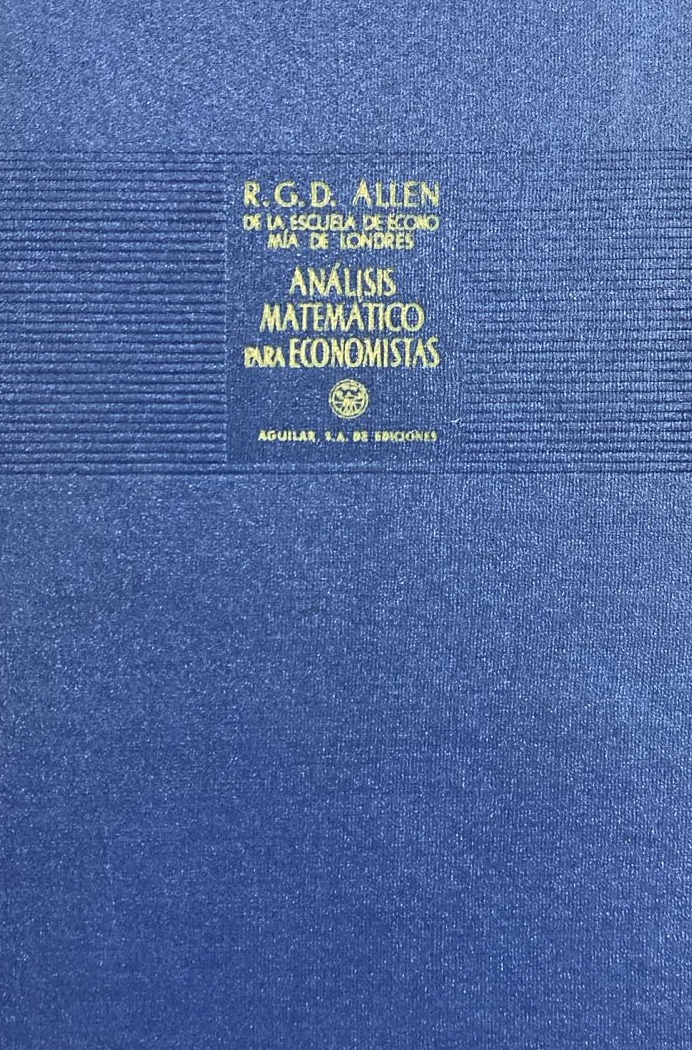 R. G. D. ALLEN
DE LA ESCUELA DE ECONO
MÍA DE LONDRES
ANÁLISIS
MATEMÁTICO
PARA ECONOMISTAS
AGUILAR, S.A. DE EDICIONES